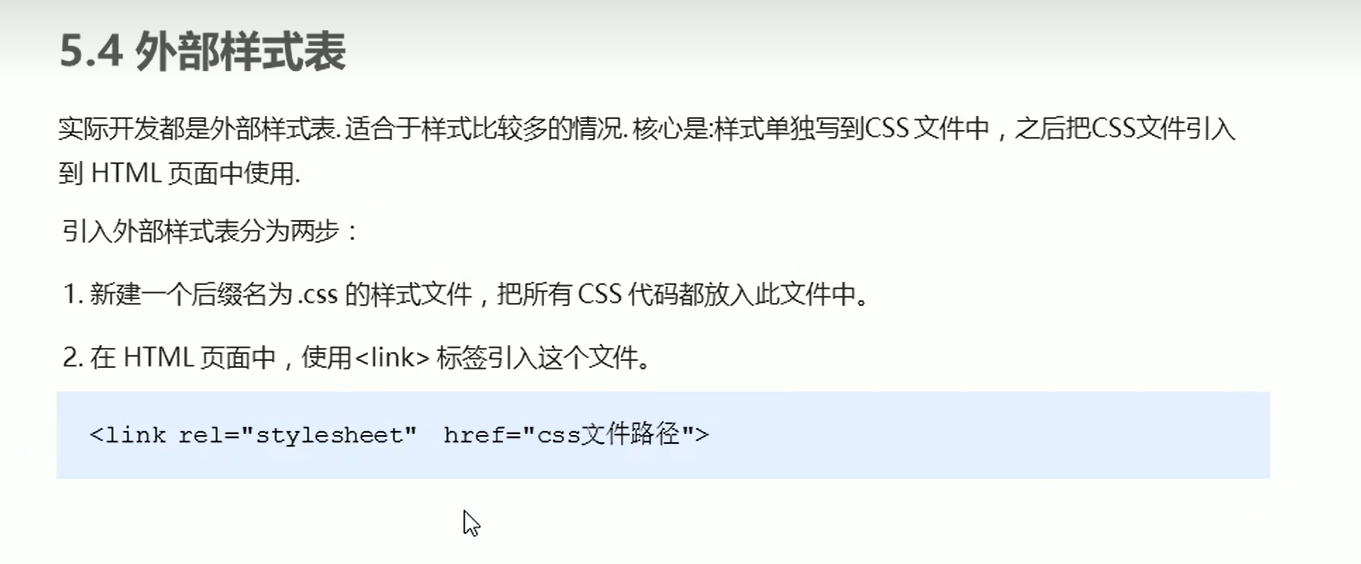 5.4 外部样式表
实际开发都是外部样式表. 适合于样式比较多的情况. 核心是:样式单独写到CSS 文件中，之后把CSS文件引入
到 HTML 页面中使用.
引入外部样式表分为两步：
1. 新建一个后缀名为 .css 的样式文件，把所有 CSS 代码都放入此文件中。
2. 在 HTML 页面中，使用<link> 标签引入这个文件。
<link rel="stylesheet"  href="css文件路径">